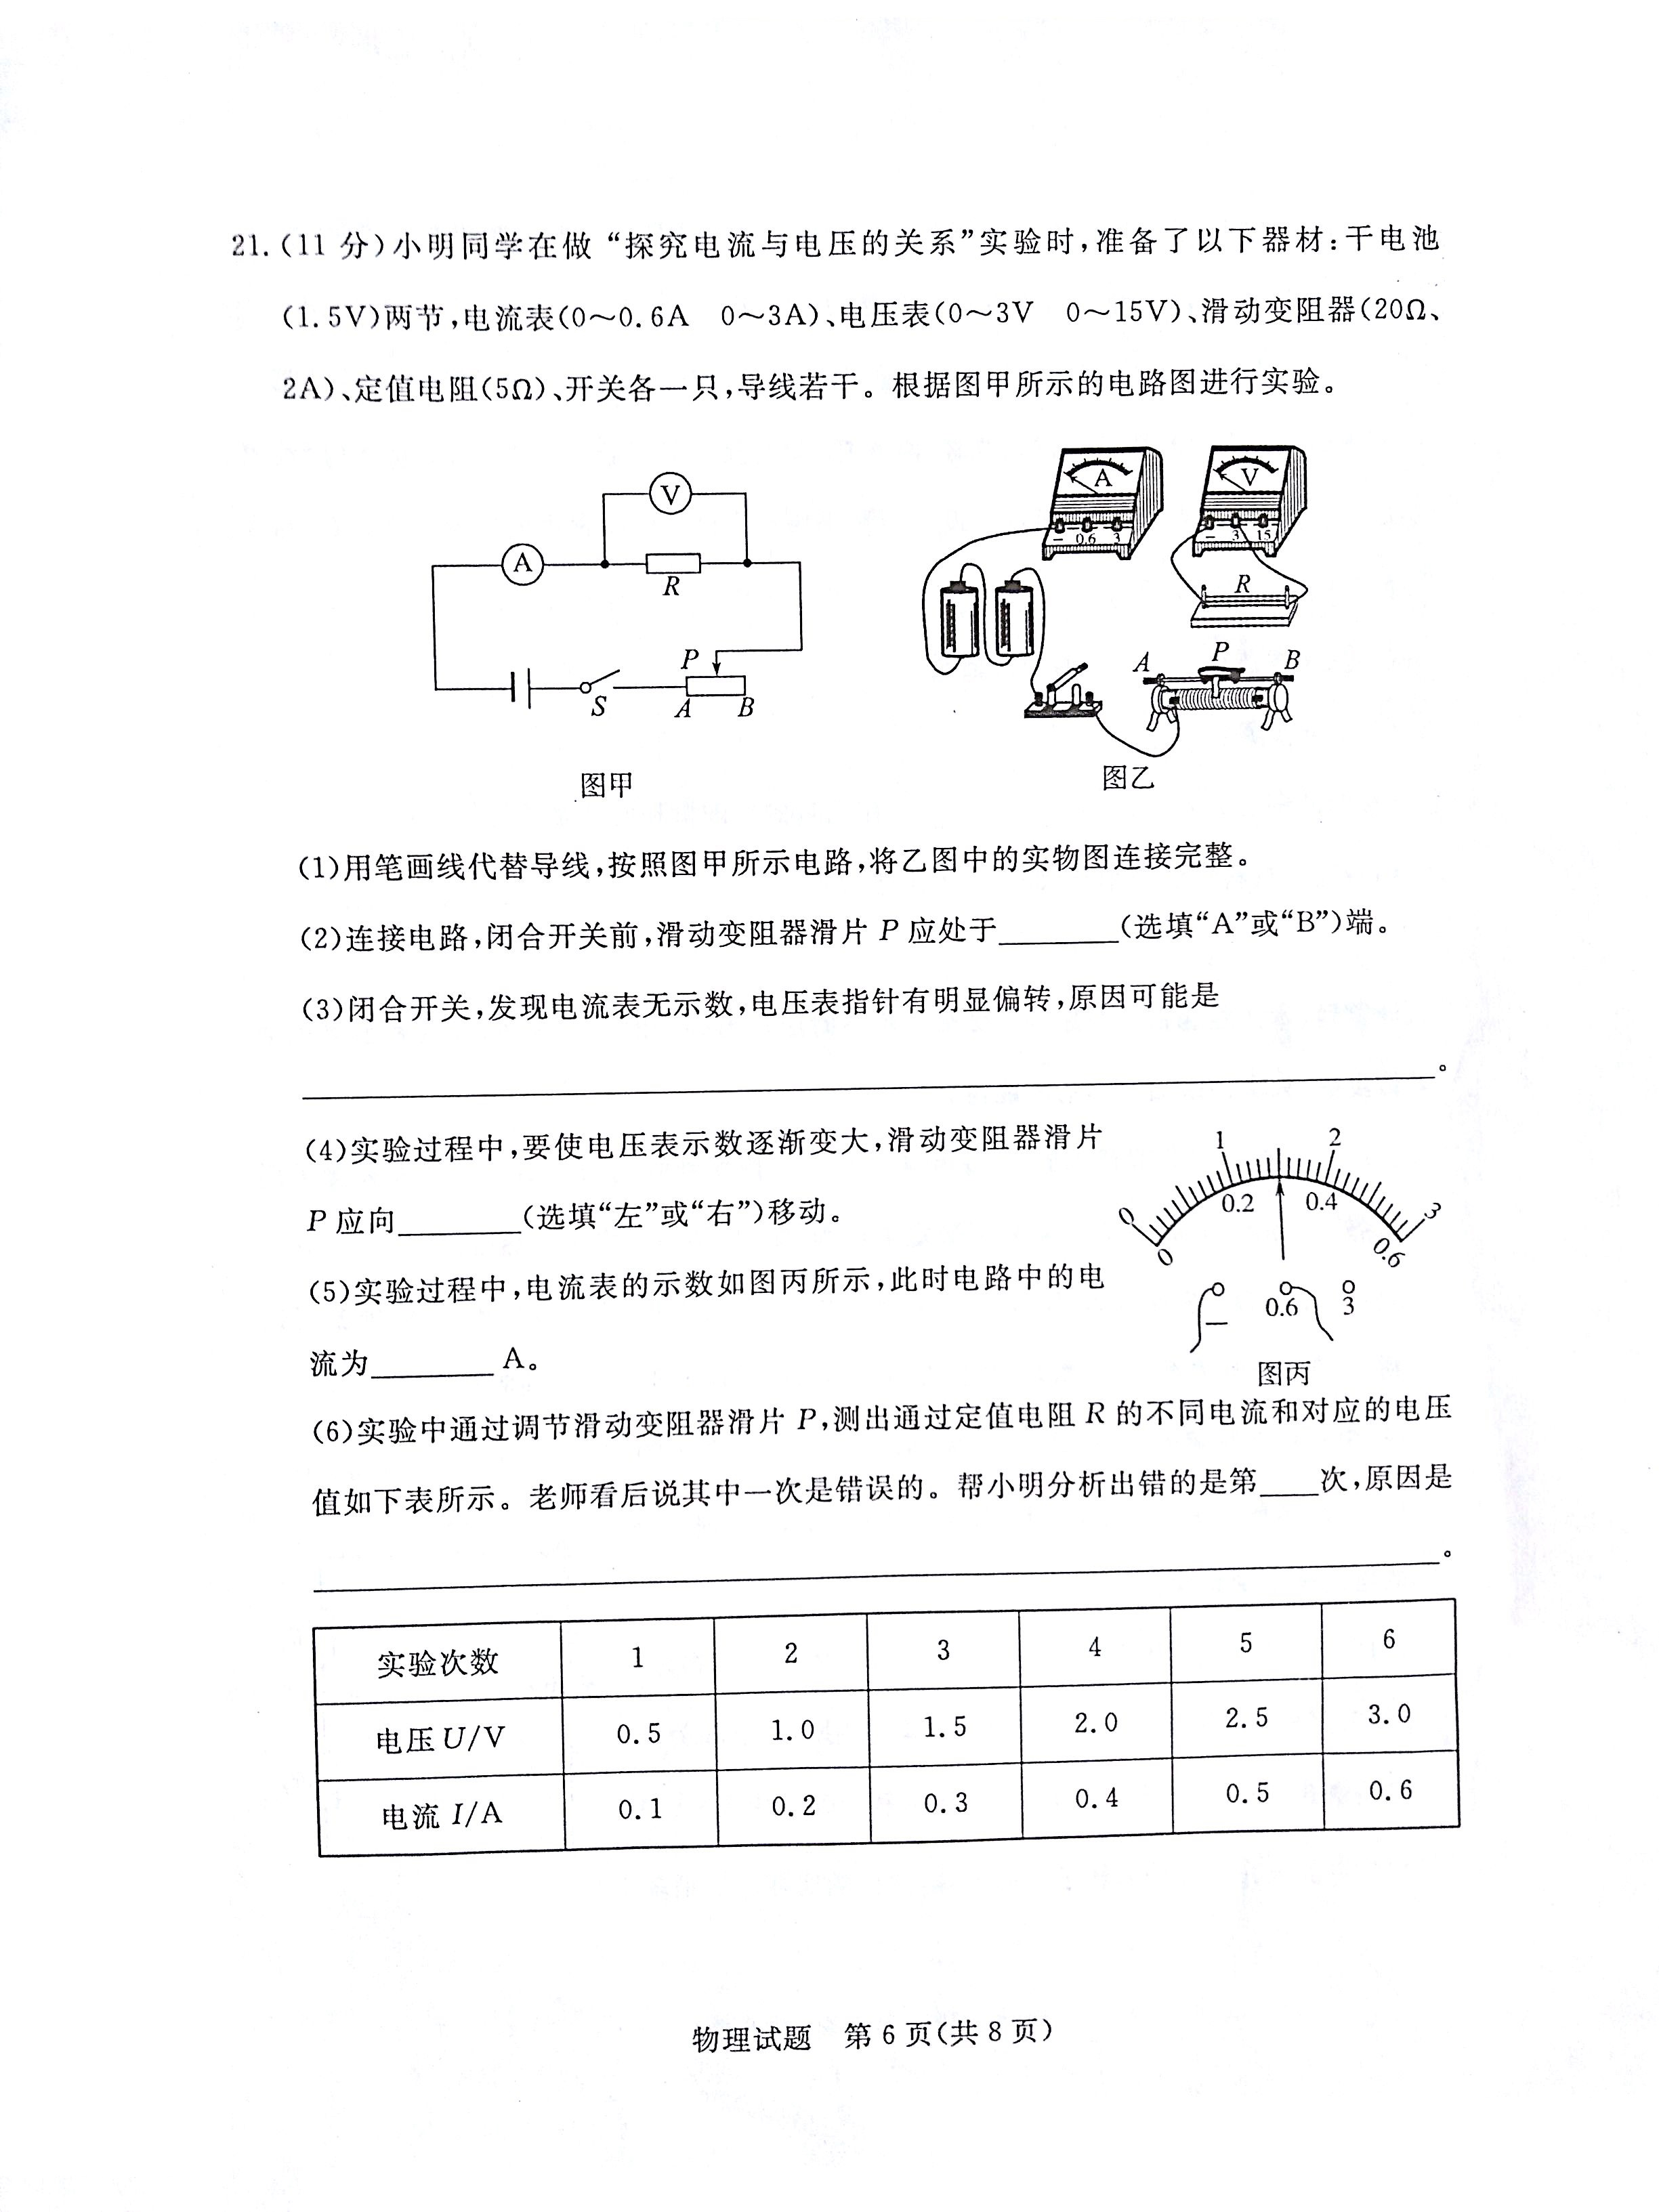 21.(11 分)小明同学在做“探究电流与电压的关系”实验时,准备了以下器材:干电池
(1.5V)两节,电流表(0～0.6A 0～3A)、电压表(0～3V 0～15V)、滑动变阻器(20Ω、
2A)、定值电阻(5Ω)、开关各一只,导线若干。根据图甲所示的电路图进行实验。
V
A
R
P
S
A
B
图甲
A
- 0.6 3
V
- 3 15
R
A
P
B
图乙
(1)用笔画线代替导线,按照图甲所示电路,将乙图中的实物图连接完整。
(2)连接电路,闭合开关前,滑动变阻器滑片 P 应处于________(选填“A”或“B”)端。
(3)闭合开关,发现电流表无示数,电压表指针有明显偏转,原因可能是
。
(4)实验过程中,要使电压表示数逐渐变大,滑动变阻器滑片
P 应向________(选填“左”或“右”)移动。
(5)实验过程中,电流表的示数如图丙所示,此时电路中的电
流为________ A。
0 1 2 3
0 0.2 0.4 0.6
- 0.6 3
图丙
(6)实验中通过调节滑动变阻器滑片 P,测出通过定值电阻 R 的不同电流和对应的电压
值如下表所示。老师看后说其中一次是错误的。帮小明分析出错的是第____次,原因是
。
实验次数 1 2 3 4 5 6
电压 U/V 0.5 1.0 1.5 2.0 2.5 3.0
电流 I/A 0.1 0.2 0.3 0.4 0.5 0.6
物理试题 第 6 页(共 8 页)